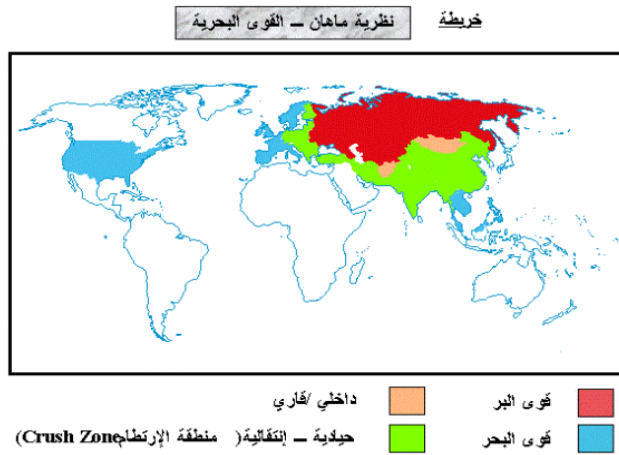 خريطة
نظرية ماهان – القوى البحرية
قوى البر
داخلي /قاري
قوى البحر
حيادية – إنتقالية( منطقة الإرتطامCrush Zone)